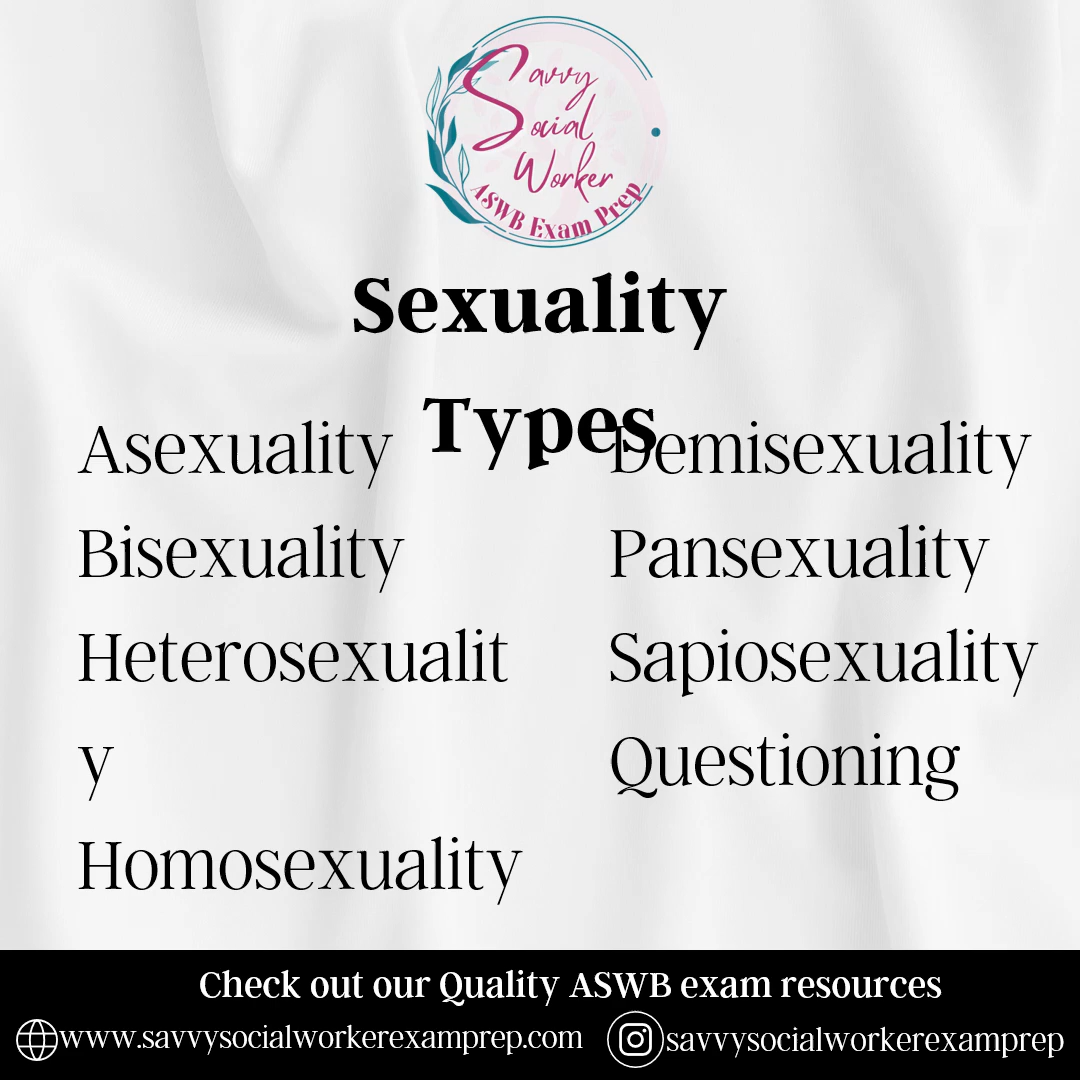 Savvy
Social
Worker
ASWB Exam Prep
Sexuality
Types
Asexuality
Bisexuality
Heterosexualit
y
Homosexuality
Demisexuality
Pansexuality
Sapiosexuality
Questioning
Check out our Quality ASWB exam resources
www.savvysocialworkerexamprep.com
savvysocialworkerexamprep